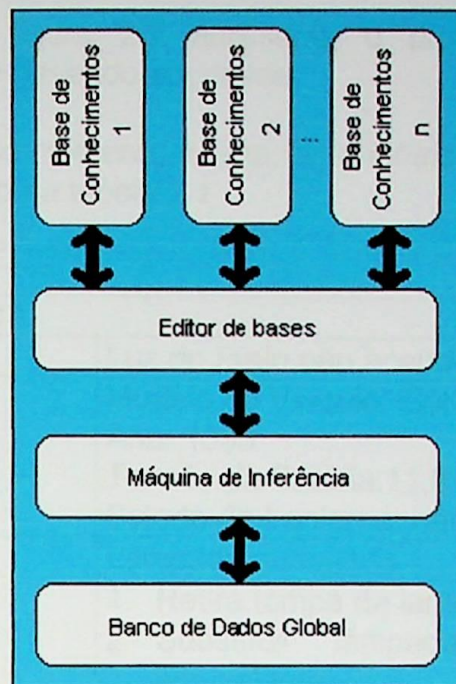 Base de
Conhecimentos
1
Base de
Conhecimentos
2
...
Base de
Conhecimentos
n
Editor de bases
Máquina de Inferência
Banco de Dados Global